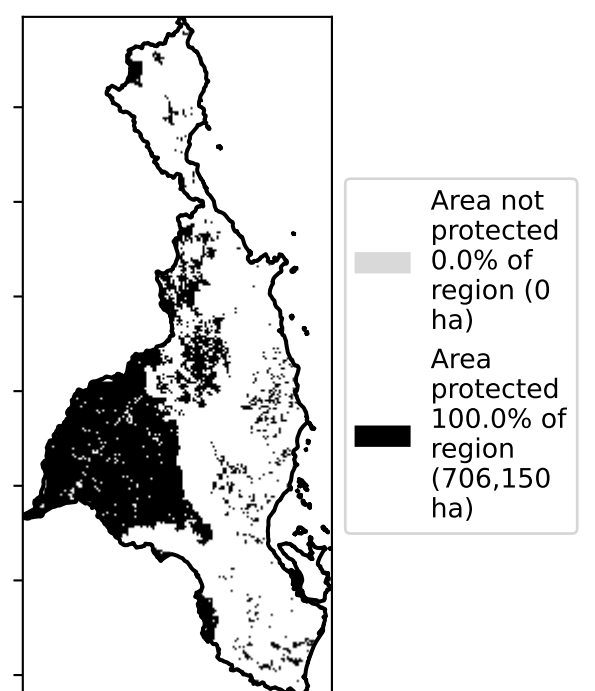 Area not
protected
0.0% of
region (0
ha)
Area
protected
100.0% of
region
(706,150
ha)